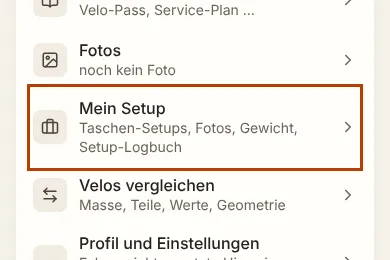 Velo-Pass, Service-Plan ...
Fotos
noch kein Foto
Mein Setup
Taschen-Setups, Fotos, Gewicht,
Setup-Logbuch
Velos vergleichen
Masse, Teile, Werte, Geometrie
Profil und Einstellungen